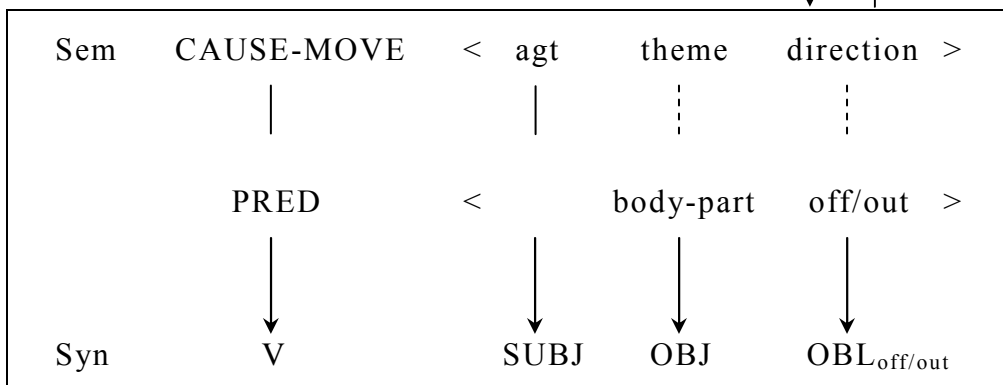 Sem CAUSE-MOVE < agt theme direction >
PRED < body-part off/out >
Syn V SUBJ OBJ OBLoff/out